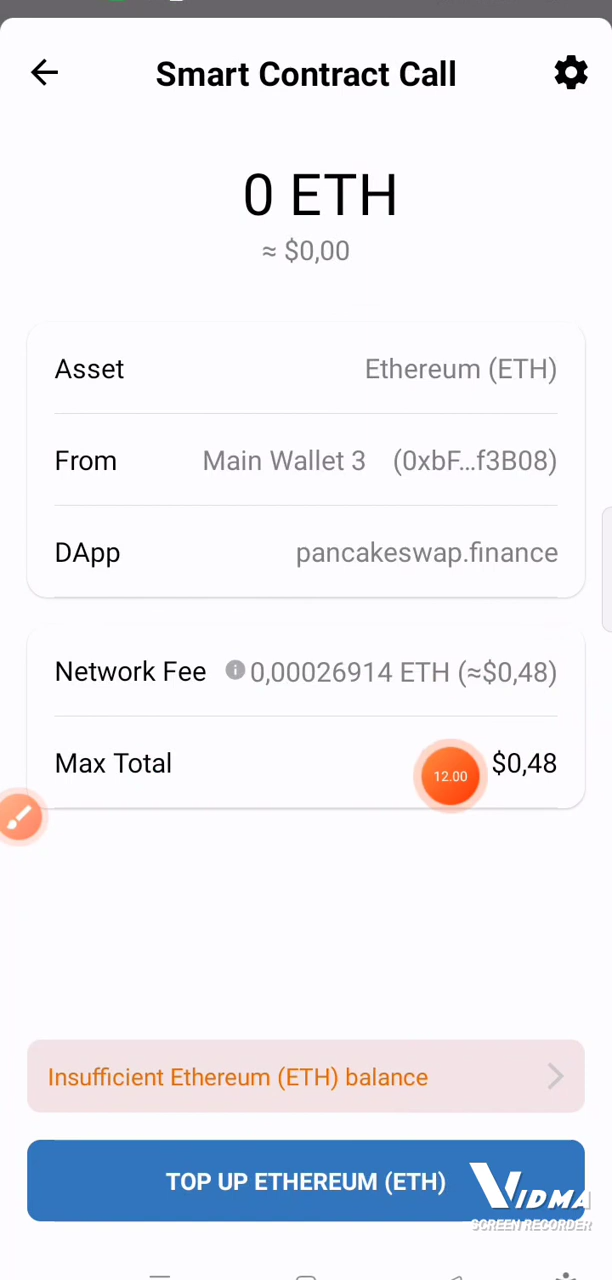 Smart Contract Call
0 ETH
≈ $0,00
Asset Ethereum (ETH)
From Main Wallet 3 (0xbF...f3B08)
DApp pancakeswap.finance
Network Fee i 0,00026914 ETH (≈$0,48)
Max Total $0,48
12.00
Insufficient Ethereum (ETH) balance
TOP UP ETHEREUM (ETH)
VIDMA
SCREEN RECORDER